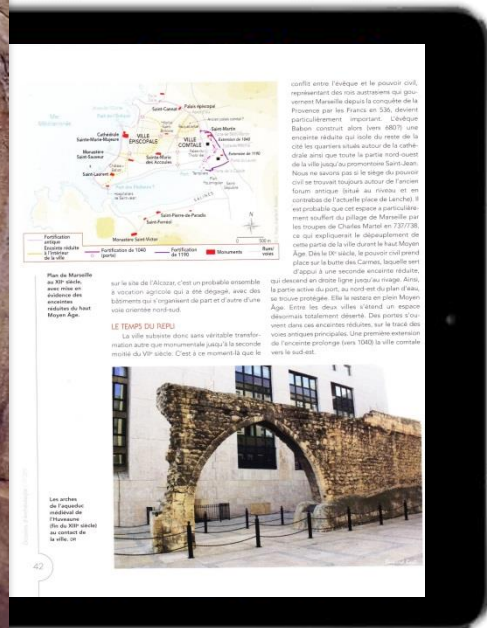 Saint-Cannat
Palais épiscopal
Cathédrale
Sainte-Marie-Majeure
VILLE
ÉPISCOPALE
VILLE
COMTALE
Saint-Martin
Extension de 1040
Extension de 1190
Monastère
Saint-Sauveur
Sainte-Marie
des Accoules
Saint-Laurent
Saint-Pierre-de-Paradis
Saint-Ferréol
Monastère Saint-Victor
N
0 500 m
Fortification
antique
Enceinte réduite
à l'intérieur
de la ville
Fortification de 1040
(porte)
Fortification
de 1190
Monuments
Rues/
voies
Plan de Marseille
au XIIᵉ siècle,
avec mise en
évidence des
enceintes
réduites du haut
Moyen Âge.
sur le site de l'Alcazar, c'est un probable ensemble
à vocation agricole qui a été dégagé, avec des
bâtiments qui s'organisent de part et d'autre d'une
voie orientée nord-sud.
LE TEMPS DU REPLI
La ville subsiste donc sans véritable transfor-
mation autre que monumentale jusqu'à la seconde
moitié du VIIᵉ siècle. C'est à ce moment-là que le
conflit entre l'évêque et le pouvoir civil,
représentant des rois austrasiens qui gou-
vernent Marseille depuis la conquête de la
Provence par les Francs en 536, devient
particulièrement important. L'évêque
Babon construit alors (vers 680?) une
enceinte réduite qui isole du reste de la
cité les quartiers situés autour de la cathé-
drale ainsi que toute la partie nord-ouest
de la ville jusqu'au promontoire Saint-Jean.
Nous ne savons pas si le siège du pouvoir
civil se trouvait toujours autour de l'ancien
forum antique (situé au niveau et en
contrebas de l'actuelle place de Lenche). Il
est probable que cet espace a particulière-
ment souffert du pillage de Marseille par
les troupes de Charles Martel en 737/738,
ce qui expliquerait le dépeuplement de
cette partie de la ville durant le haut Moyen
Âge. Dès le IXᵉ siècle, le pouvoir civil prend
place sur la butte des Carmes, laquelle sert
d'appui à une seconde enceinte réduite,
qui descend en droite ligne jusqu'au rivage. Ainsi,
la partie active du port, au nord-est du plan d'eau,
se trouve protégée. Elle le restera en plein Moyen
Âge. Entre les deux villes s'étend un espace
désormais totalement déserté. Des portes s'ou-
vrent dans ces enceintes réduites, sur le tracé des
voies antiques principales. Une première extension
de l'enceinte prolonge (vers 1040) la ville comtale
vers le sud-est.
Les arches
de l'aqueduc
médiéval de
l'Huveaune
(fin du XIIIᵉ siècle)
au contact de
la ville.
42